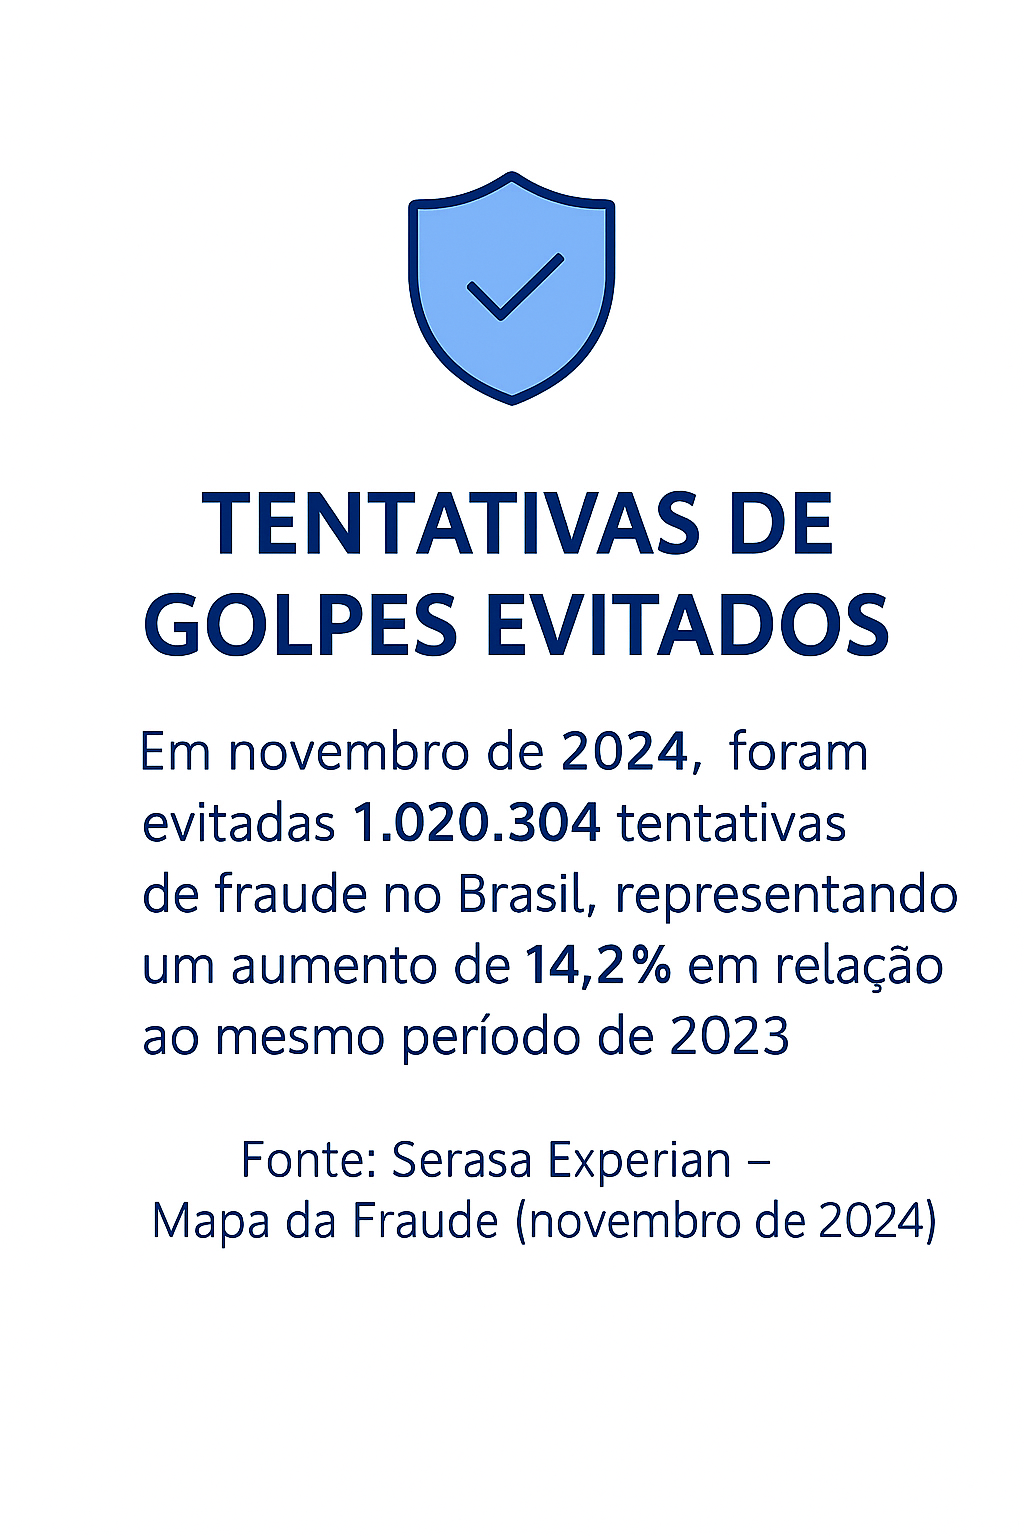 TENTATIVAS DE
GOLPES EVITADOS
Em novembro de 2024, foram
evitadas 1.020.304 tentativas
de fraude no Brasil, representando
um aumento de 14,2% em relação
ao mesmo período de 2023
Fonte: Serasa Experian –
Mapa da Fraude (novembro de 2024)